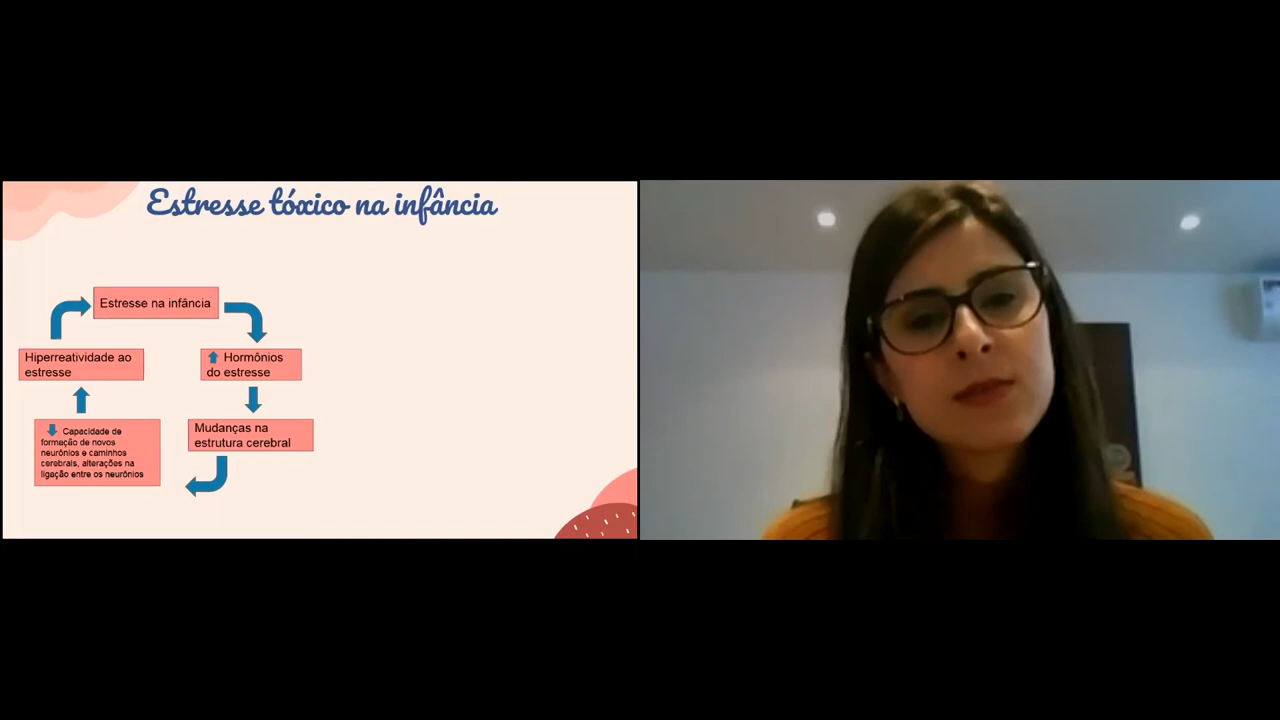 Estresse tóxico na infância
Estresse na infância
Hormônios
do estresse
Mudanças na
estrutura cerebral
Capacidade de
formação de novos
neurônios e caminhos
cerebrais, alterações na
ligação entre os neurônios
Hiperreatividade ao
estresse